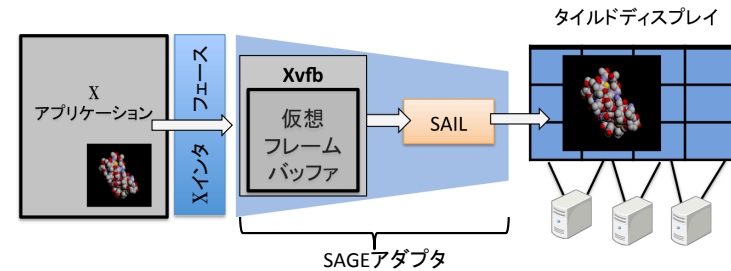 タイルドディスプレイ
X
アプリケーション
Xインタ
フェース
Xvfb
仮想
フレーム
バッファ
SAIL
SAGEアダプタ